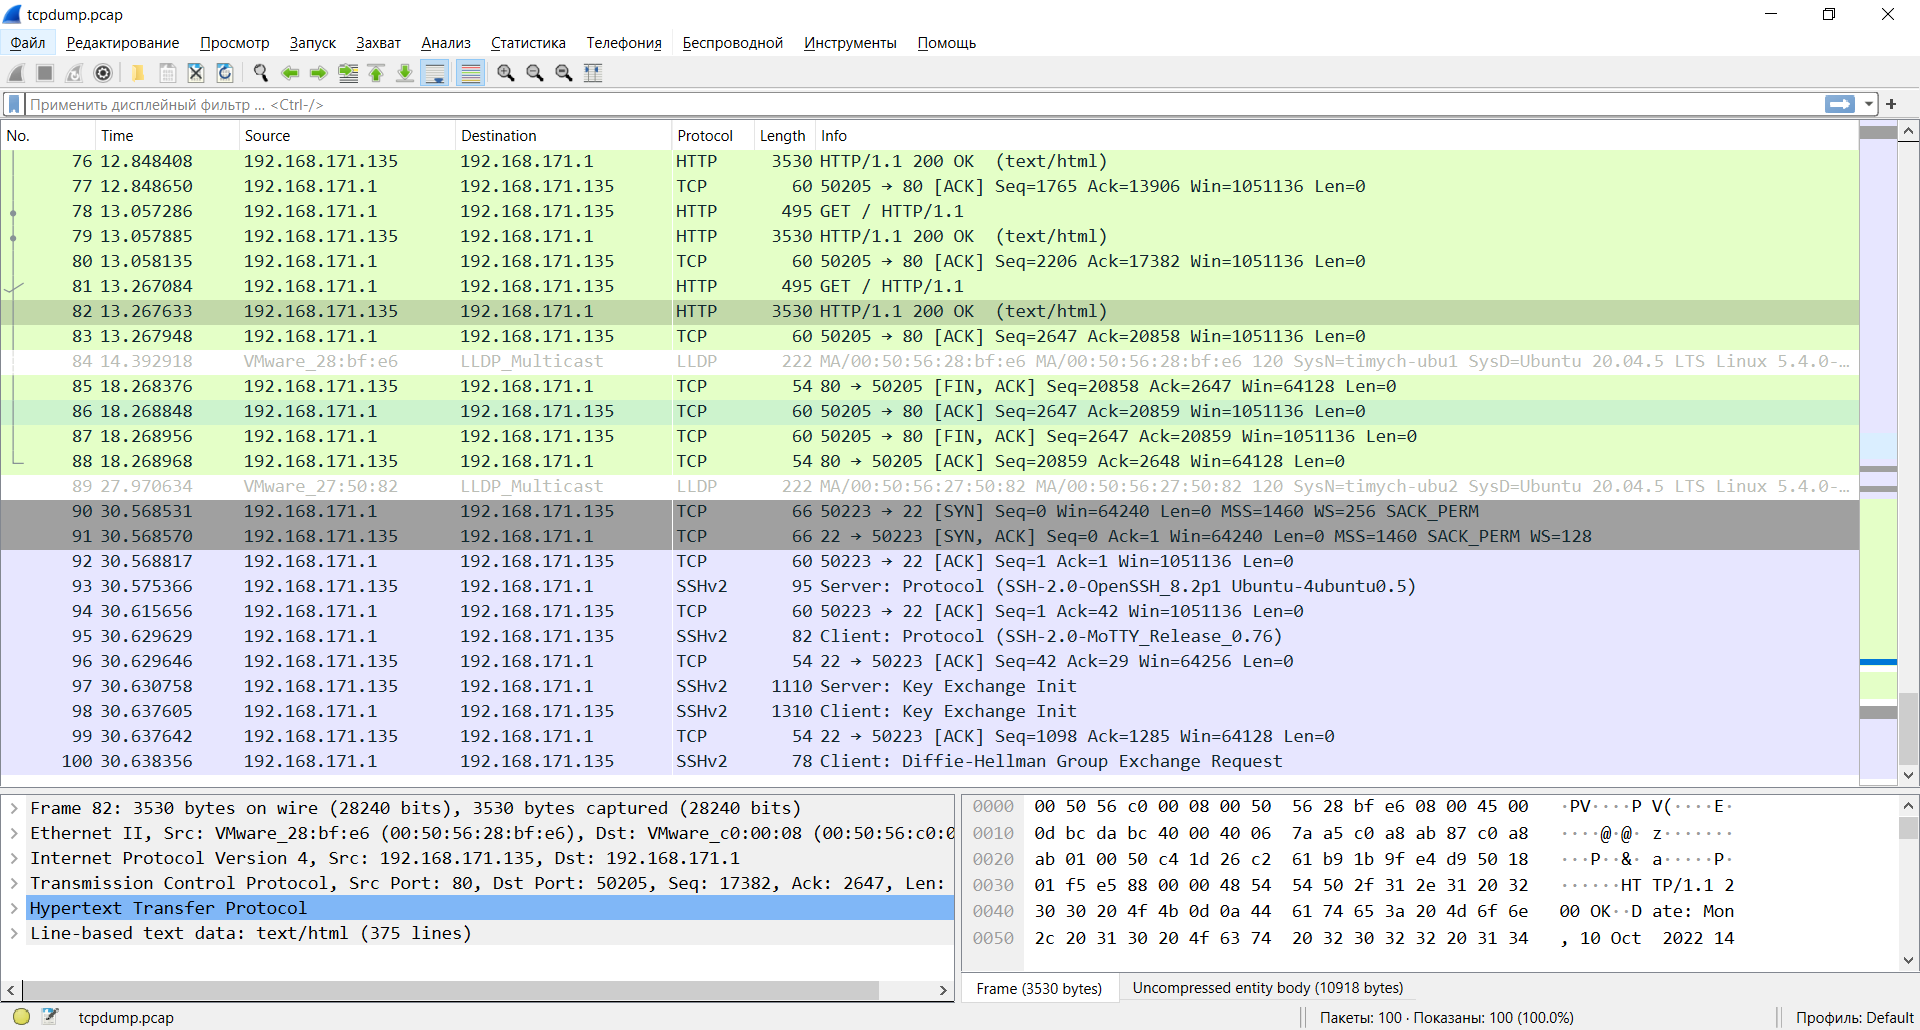 tcpdump.pcap
Файл Редактирование Просмотр Запуск Захват Анализ Статистика Телефония Беспроводной Инструменты Помощь
Применить дисплейный фильтр ... <Ctrl-/>
No. Time Source Destination Protocol Length Info
76 12.848408 192.168.171.135 192.168.171.1 HTTP 3530 HTTP/1.1 200 OK (text/html)
77 12.848650 192.168.171.1 192.168.171.135 TCP 60 50205 → 80 [ACK] Seq=1765 Ack=13906 Win=1051136 Len=0
78 13.057286 192.168.171.1 192.168.171.135 HTTP 495 GET / HTTP/1.1
79 13.057885 192.168.171.135 192.168.171.1 HTTP 3530 HTTP/1.1 200 OK (text/html)
80 13.058135 192.168.171.1 192.168.171.135 TCP 60 50205 → 80 [ACK] Seq=2206 Ack=17382 Win=1051136 Len=0
81 13.267084 192.168.171.1 192.168.171.135 HTTP 495 GET / HTTP/1.1
82 13.267633 192.168.171.135 192.168.171.1 HTTP 3530 HTTP/1.1 200 OK (text/html)
83 13.267948 192.168.171.1 192.168.171.135 TCP 60 50205 → 80 [ACK] Seq=2647 Ack=20858 Win=1051136 Len=0
84 14.392918 VMware_28:bf:e6 LLDP_Multicast LLDP 222 MA/00:50:56:28:bf:e6 MA/00:50:56:28:bf:e6 120 SysN=timych-ubu1 SysD=Ubuntu 20.04.5 LTS Linux 5.4.0-…
85 18.268376 192.168.171.135 192.168.171.1 TCP 54 80 → 50205 [FIN, ACK] Seq=20858 Ack=2647 Win=64128 Len=0
86 18.268848 192.168.171.1 192.168.171.135 TCP 60 50205 → 80 [ACK] Seq=2647 Ack=20859 Win=1051136 Len=0
87 18.268956 192.168.171.1 192.168.171.135 TCP 60 50205 → 80 [FIN, ACK] Seq=2647 Ack=20859 Win=1051136 Len=0
88 18.268968 192.168.171.135 192.168.171.1 TCP 54 80 → 50205 [ACK] Seq=20859 Ack=2648 Win=64128 Len=0
89 27.970634 VMware_27:50:82 LLDP_Multicast LLDP 222 MA/00:50:56:27:50:82 MA/00:50:56:27:50:82 120 SysN=timych-ubu2 SysD=Ubuntu 20.04.5 LTS Linux 5.4.0-…
90 30.568531 192.168.171.1 192.168.171.135 TCP 66 50223 → 22 [SYN] Seq=0 Win=64240 Len=0 MSS=1460 WS=256 SACK_PERM
91 30.568570 192.168.171.135 192.168.171.1 TCP 66 22 → 50223 [SYN, ACK] Seq=0 Ack=1 Win=64240 Len=0 MSS=1460 SACK_PERM WS=128
92 30.568817 192.168.171.1 192.168.171.135 TCP 60 50223 → 22 [ACK] Seq=1 Ack=1 Win=1051136 Len=0
93 30.575366 192.168.171.135 192.168.171.1 SSHv2 95 Server: Protocol (SSH-2.0-OpenSSH_8.2p1 Ubuntu-4ubuntu0.5)
94 30.615656 192.168.171.1 192.168.171.135 TCP 60 50223 → 22 [ACK] Seq=1 Ack=42 Win=1051136 Len=0
95 30.629629 192.168.171.1 192.168.171.135 SSHv2 82 Client: Protocol (SSH-2.0-MoTTY_Release_0.76)
96 30.629646 192.168.171.135 192.168.171.1 TCP 54 22 → 50223 [ACK] Seq=42 Ack=29 Win=64256 Len=0
97 30.630758 192.168.171.135 192.168.171.1 SSHv2 1110 Server: Key Exchange Init
98 30.637605 192.168.171.1 192.168.171.135 SSHv2 1310 Client: Key Exchange Init
99 30.637642 192.168.171.135 192.168.171.1 TCP 54 22 → 50223 [ACK] Seq=1098 Ack=1285 Win=64128 Len=0
100 30.638356 192.168.171.1 192.168.171.135 SSHv2 78 Client: Diffie-Hellman Group Exchange Request
Frame 82: 3530 bytes on wire (28240 bits), 3530 bytes captured (28240 bits)
Ethernet II, Src: VMware_28:bf:e6 (00:50:56:28:bf:e6), Dst: VMware_c0:00:08 (00:50:56:c0:0
Internet Protocol Version 4, Src: 192.168.171.135, Dst: 192.168.171.1
Transmission Control Protocol, Src Port: 80, Dst Port: 50205, Seq: 17382, Ack: 2647, Len:
Hypertext Transfer Protocol
Line-based text data: text/html (375 lines)
0000 00 50 56 c0 00 08 00 50 56 28 bf e6 08 00 45 00 ·PV····P V(····E·
0010 0d bc da bc 40 00 40 06 7a a5 c0 a8 ab 87 c0 a8 ····@·@· z·······
0020 ab 01 00 50 c4 1d 26 c2 61 b9 1b 9f e4 d9 50 18 ···P··&· a·····P·
0030 01 f5 e5 88 00 00 48 54 54 50 2f 31 2e 31 20 32 ······HT TP/1.1 2
0040 30 30 20 4f 4b 0d 0a 44 61 74 65 3a 20 4d 6f 6e 00 OK··D ate: Mon
0050 2c 20 31 30 20 4f 63 74 20 32 30 32 32 20 31 34 , 10 Oct 2022 14
Frame (3530 bytes) Uncompressed entity body (10918 bytes)
tcpdump.pcap Пакеты: 100 · Показаны: 100 (100.0%) Профиль: Default